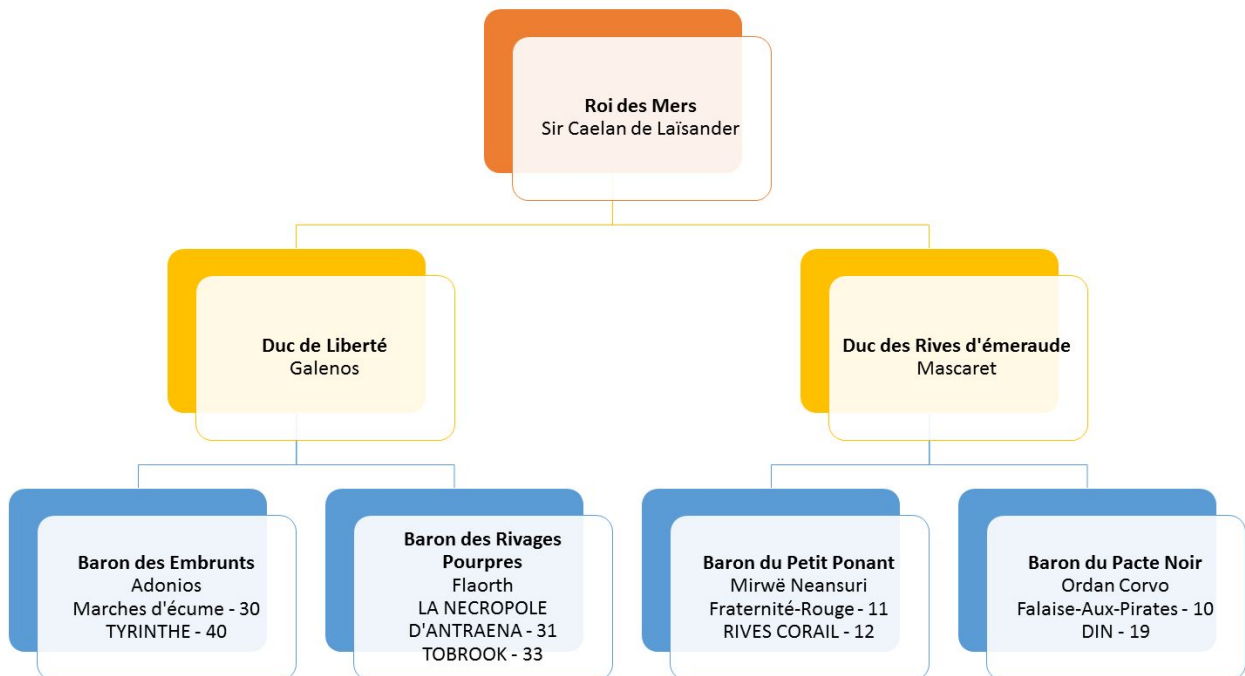 Roi des Mers
Sir Caelan de Laïsander
Duc de Liberté
Galenos
Duc des Rives d'émeraude
Mascaret
Baron des Embrunts
Adonios
Marches d'écume - 30
TYRINTHE - 40
Baron des Rivages
Pourpres
Flaorth
LA NECROPOLE
D'ANTRAENA - 31
TOBROOK - 33
Baron du Petit Ponant
Mirwë Neansuri
Fraternité-Rouge - 11
RIVES CORAIL - 12
Baron du Pacte Noir
Ordan Corvo
Falaise-Aux-Pirates - 10
DIN - 19